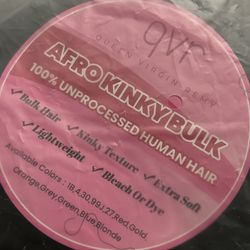 qvr
QUEEN VIRGIN REMY
AFRO KINKY BULK
100% UNPROCESSED HUMAN HAIR
✓Bulk Hair ✓Kinky Texture ✓Extra Soft
✓Lightweight ✓Bleach Or Dye
Available Colors : 1B,4,30,99J,27,Red,Gold,
Orange,Grey,Green,Blue,Blonde